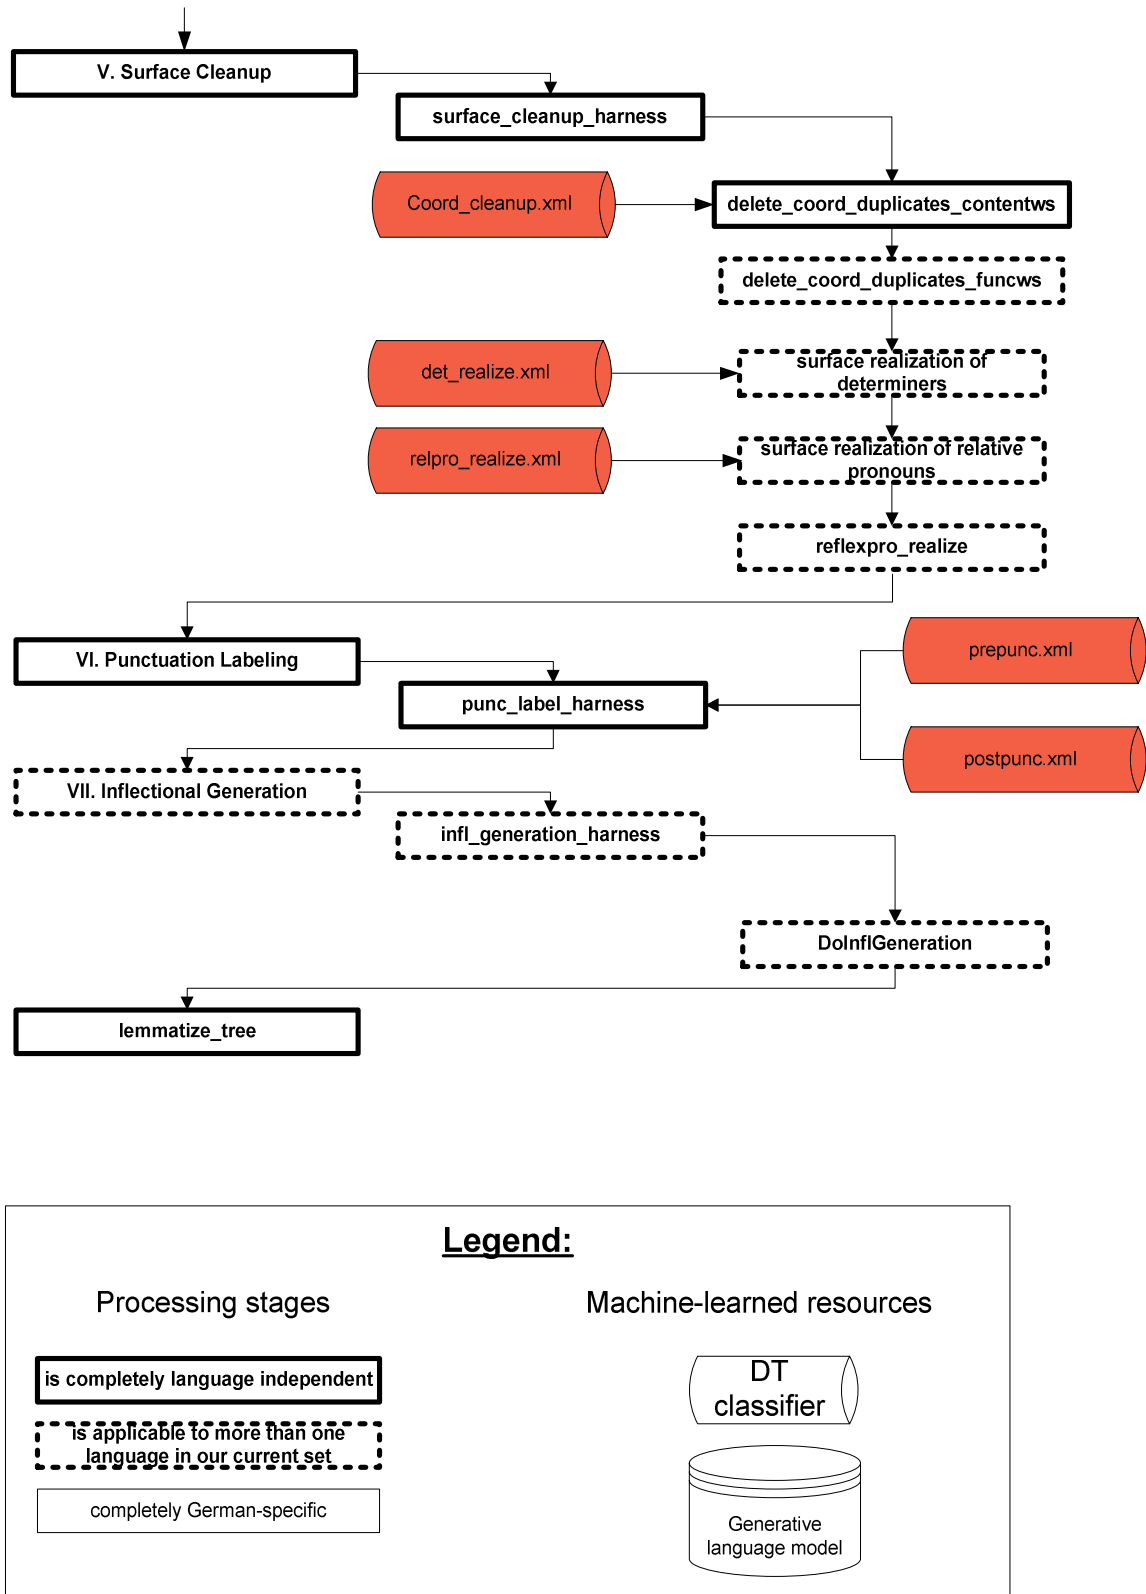 V. Surface Cleanup
surface_cleanup_harness
Coord_cleanup.xml
delete_coord_duplicates_contentws
delete_coord_duplicates_funcws
det_realize.xml
surface realization of
determiners
relpro_realize.xml
surface realization of relative
pronouns
reflexpro_realize
VI. Punctuation Labeling
prepunc.xml
punc_label_harness
postpunc.xml
VII. Inflectional Generation
infl_generation_harness
DoInflGeneration
lemmatize_tree
Legend:
Processing stages
Machine-learned resources
is completely language independent
DT
classifier
is applicable to more than one
language in our current set
completely German-specific
Generative
language model